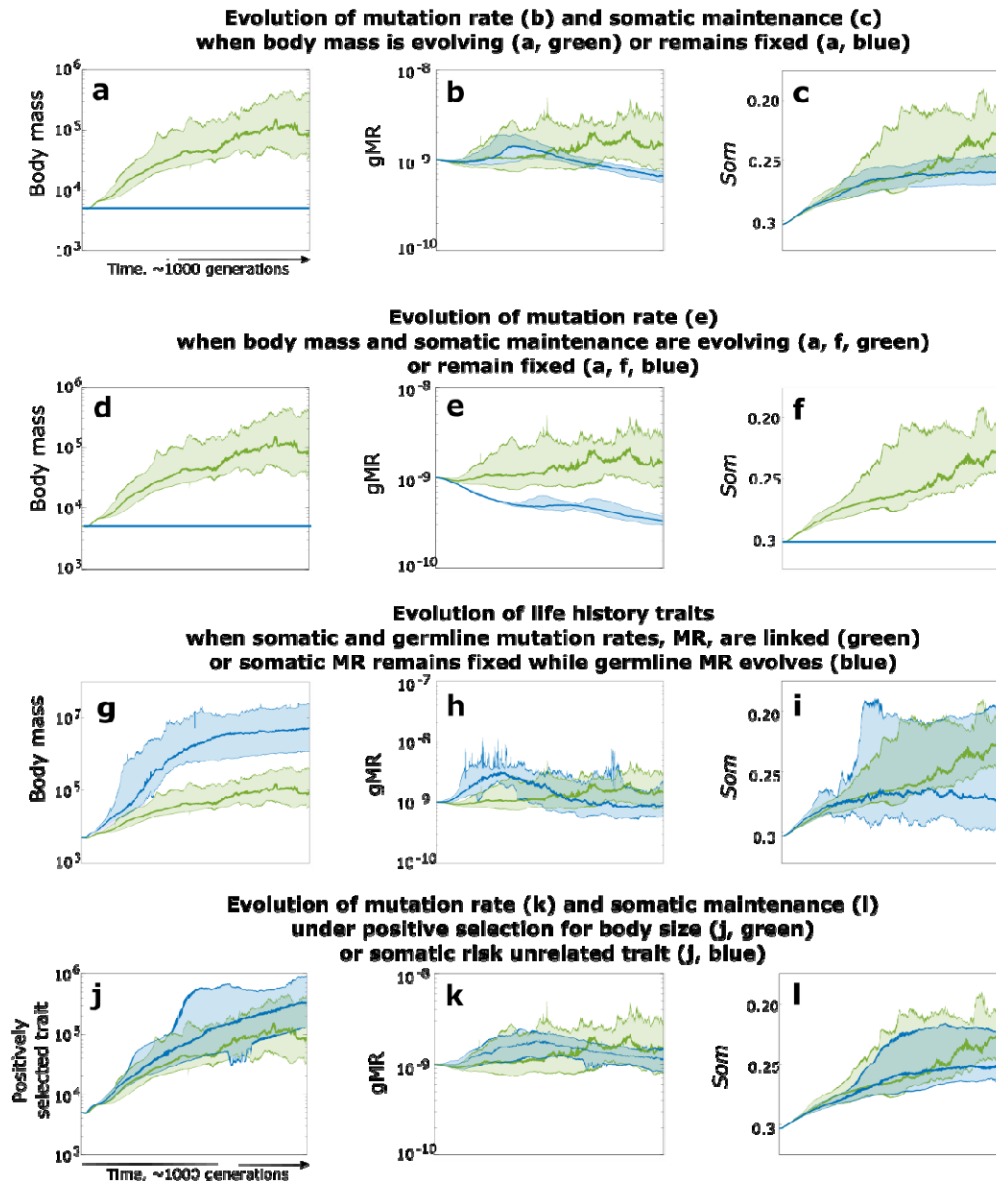 Evolution of mutation rate (b) and somatic maintenance (c)
when body mass is evolving (a, green) or remains fixed (a, blue)
a
b
c
Body mass
10^6
10^5
10^4
10^3
gMR
10^-8
10^-9
10^-10
Som
0.20
0.25
0.3
Time. ~1000 generations
Evolution of mutation rate (e)
when body mass and somatic maintenance are evolving (a, f, green)
or remain fixed (a, f, blue)
d
e
f
Body mass
10^6
10^5
10^4
10^3
gMR
10^-8
10^-9
10^-10
Som
0.20
0.25
0.3
Evolution of life history traits
when somatic and germline mutation rates, MR, are linked (green)
or somatic MR remains fixed while germline MR evolves (blue)
g
h
i
Body mass
10^7
10^5
10^3
gMR
10^-7
10^-8
10^-9
10^-10
Som
0.20
0.25
0.3
Evolution of mutation rate (k) and somatic maintenance (l)
under positive selection for body size (j, green)
or somatic risk unrelated trait (j, blue)
j
k
l
Positively
selected trait
10^6
10^5
10^4
10^3
gMR
10^-8
10^-9
10^-10
Som
0.20
0.25
0.3
Time, ~1000 generations